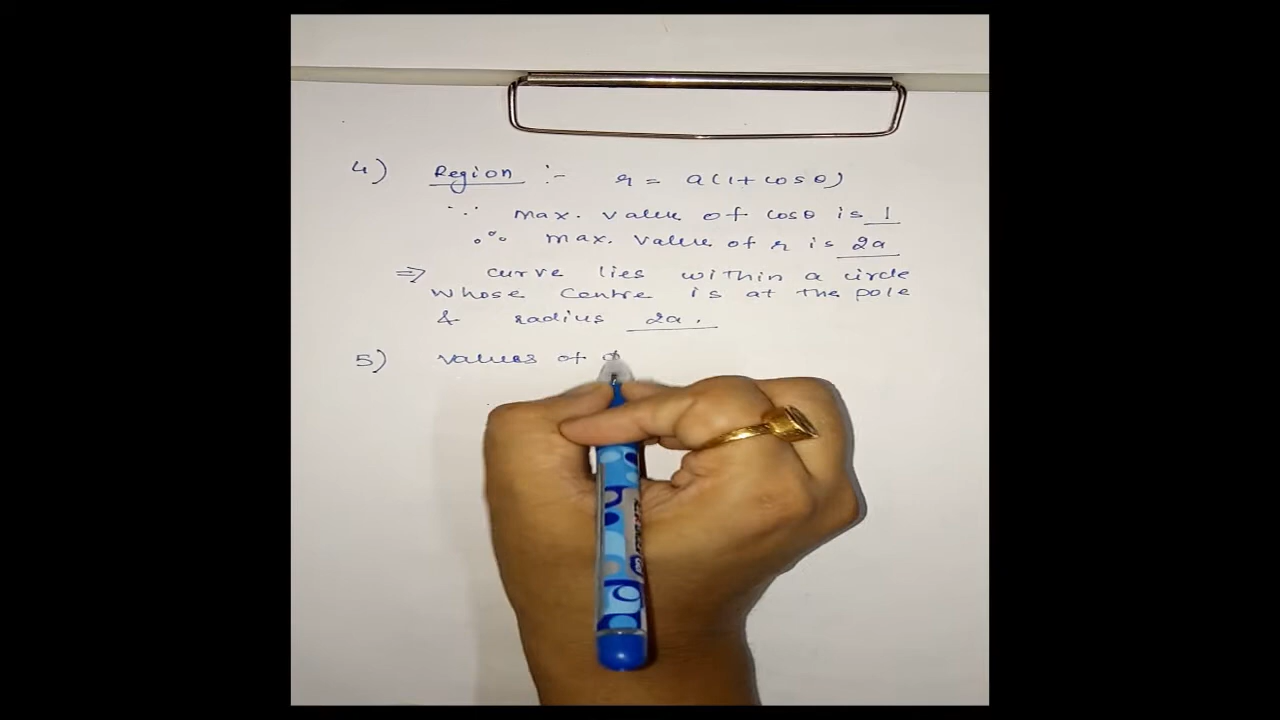 4) Region :- r = a(1+cosθ)
∵ max. value of cosθ is 1
∴ max. value of r is 2a
⇒ curve lies within a circle
whose centre is at the pole
& radius 2a.
5) values of